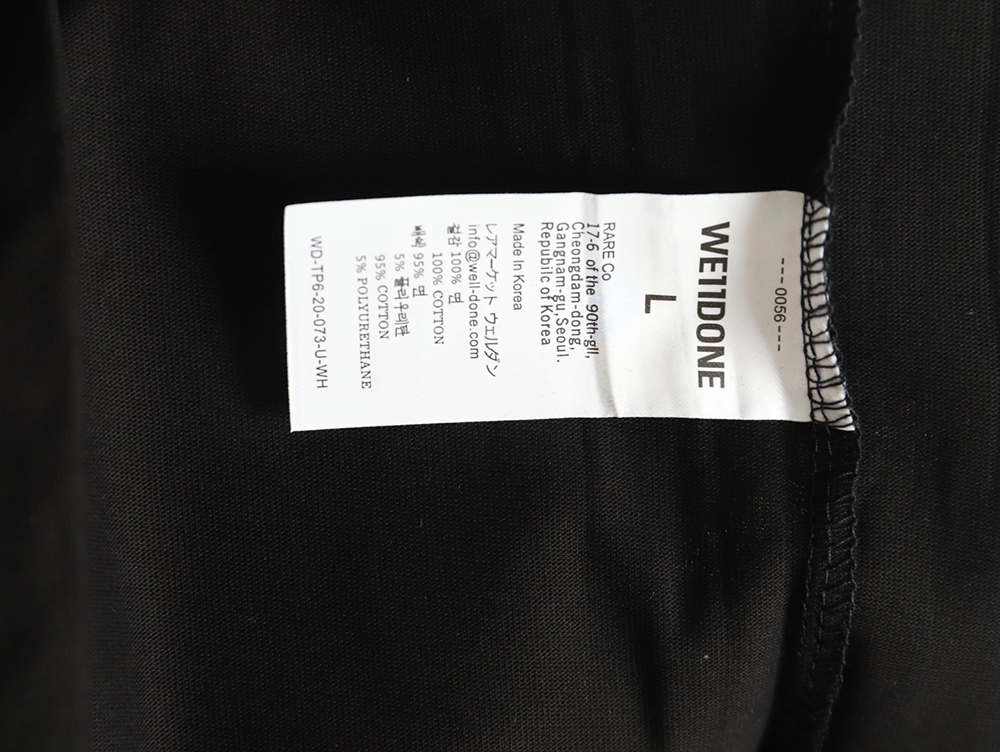 --- 0056 ---
WE11DONE
L
RARE Co
17-6 of the 90th-gil,
Cheongdam-dong,
Gangnam-gu,Seoul.
Republic of Korea
Made In Korea
レアマーケット ウェルダン
info@well-done.com
겉감 100% 면
100% COTTON
배색 95% 면
5% 폴리우레탄
95% COTTON
5% POLYURETHANE
WD-TP6-20-073-U-WH